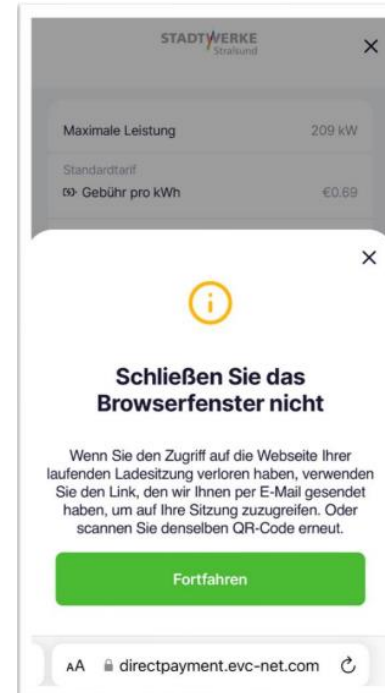 STADTWERKE
Stralsund
Maximale Leistung 209 kW
Standardtarif
Gebühr pro kWh €0.69
Schließen Sie das
Browserfenster nicht
Wenn Sie den Zugriff auf die Webseite Ihrer
laufenden Ladesitzung verloren haben, verwenden
Sie den Link, den wir Ihnen per E-Mail gesendet
haben, um auf Ihre Sitzung zuzugreifen. Oder
scannen Sie denselben QR-Code erneut.
Fortfahren
AA directpayment.evc-net.com